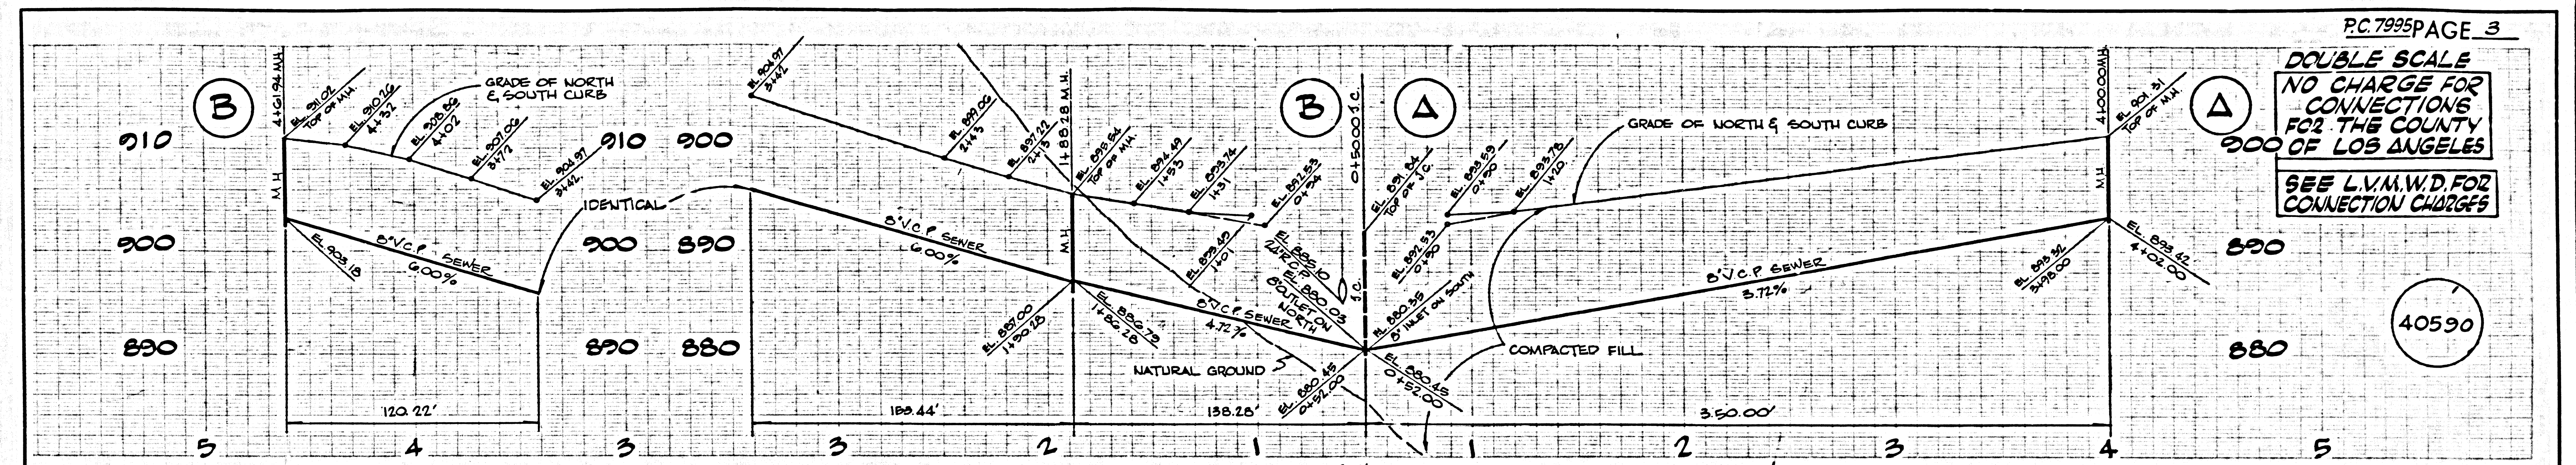 P.C. 7995 PAGE 3
DOUBLE SCALE
NO CHARGE FOR
CONNECTIONS
FOR THE COUNTY
OF LOS ANGELES
SEE L.V.M.W.D. FOR
CONNECTION CHARGES
40590
B
910
900
890
4+61.94 M.H.
M.H.
EL. 911.02
TOP OF M.H.
EL. 910.26
4+32
EL. 908.86
4+02
EL. 907.06
3+72
EL. 904.97
3+42
GRADE OF NORTH
& SOUTH CURB
EL. 903.18
8" V.C.P. SEWER
6.00%
IDENTICAL
910
900
890
900
890
880
EL. 904.97
3+42
EL. 899.06
2+43
EL. 897.22
2+13
1+88.28 M.H.
M.H.
EL. 895.54
TOP OF M.H.
EL. 894.49
1+53
EL. 893.74
1+31
EL. 893.49
1+01
EL. 892.53
0+94
8" V.C.P. SEWER
6.00%
EL. 887.00
1+90.28
EL. 886.79
1+86.28
8" V.C.P. SEWER
4.72%
NATURAL GROUND
B
0+50.00 J.C.
J.C.
EL. 880.03
8" OUTLET ON
NORTH
EL. 880.45
0+52.00
A
EL. 891.84
TOP OF J.C.
EL. 893.59
0+90
EL. 893.78
1+20
EL. 892.53
0+90
EL. 880.35
8" INLET ON SOUTH
EL. 880.45
0+52.00
COMPACTED FILL
GRADE OF NORTH & SOUTH CURB
8" V.C.P. SEWER
3.72%
4+00.00 M.H.
M.H.
EL. 901.31
TOP OF M.H.
EL. 893.32
3+98.00
EL. 893.42
4+02.00
A
900
890
880
120.22'
138.28'
3.50.00'
5
4
3
3
2
1
1
2
3
4
5